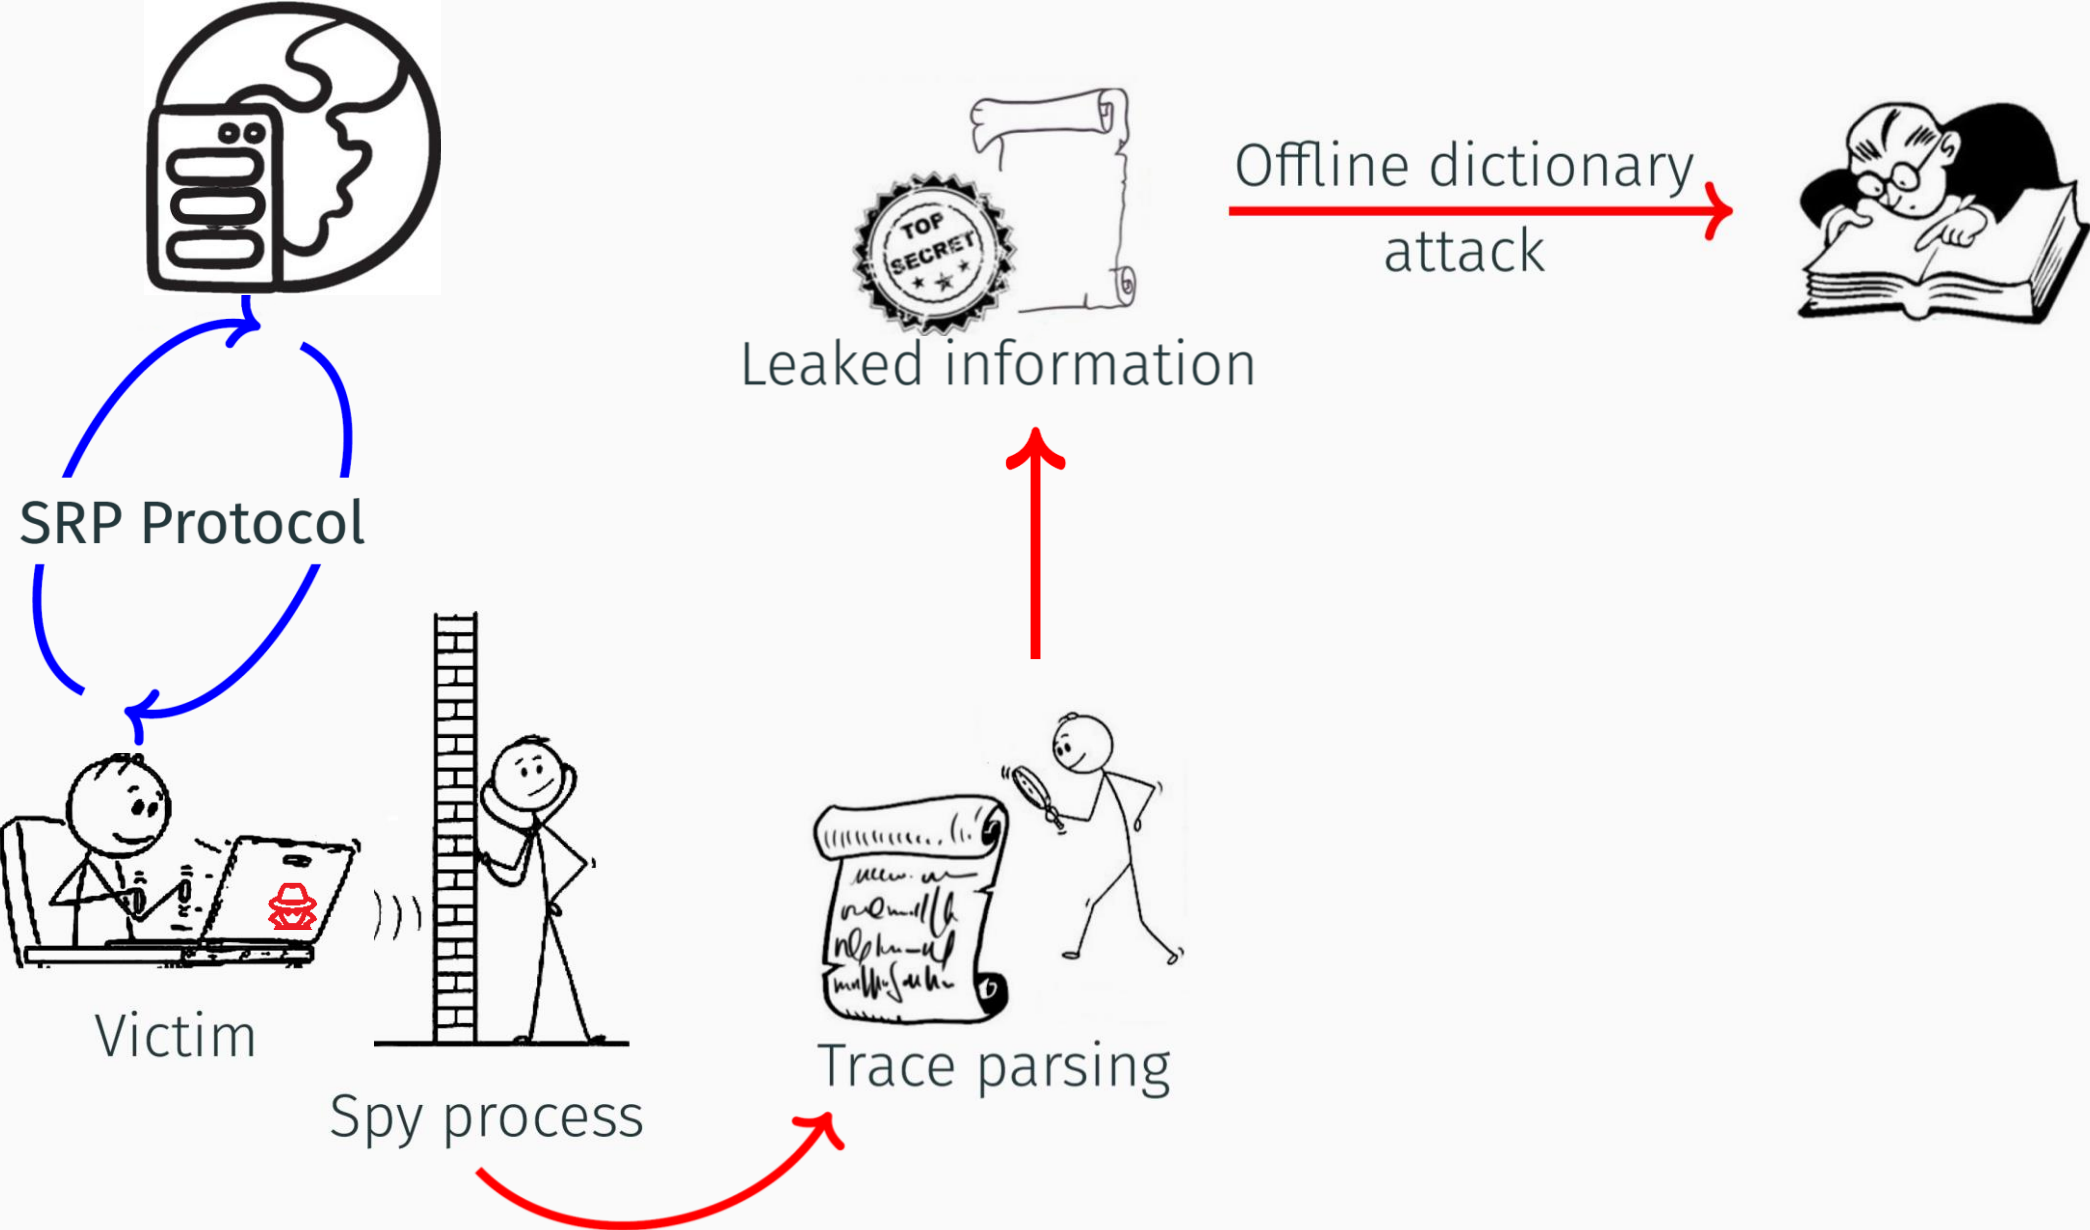 TOP
SECRET
Offline dictionary
attack
Leaked information
SRP Protocol
Victim
Spy process
Trace parsing